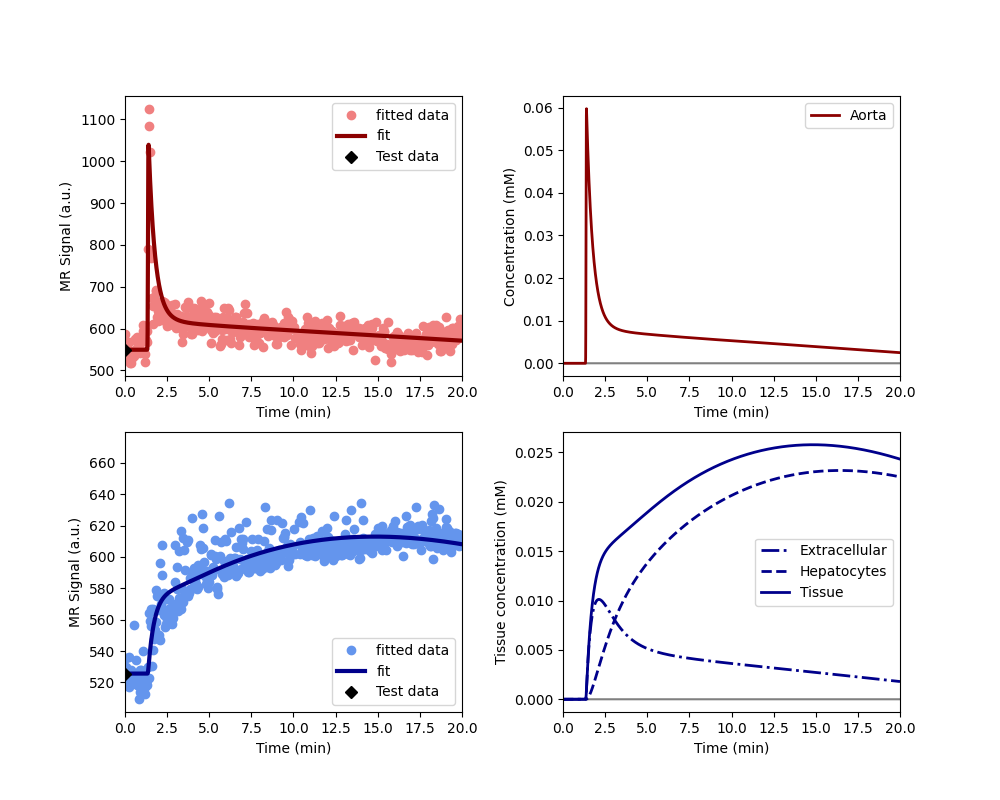 MR Signal (a.u.)
1100
1000
900
800
700
600
500
fitted data
fit
Test data
0.0 2.5 5.0 7.5 10.0 12.5 15.0 17.5 20.0
Time (min)
Concentration (mM)
0.06
0.05
0.04
0.03
0.02
0.01
0.00
Aorta
0.0 2.5 5.0 7.5 10.0 12.5 15.0 17.5 20.0
Time (min)
MR Signal (a.u.)
660
640
620
600
580
560
540
520
fitted data
fit
Test data
0.0 2.5 5.0 7.5 10.0 12.5 15.0 17.5 20.0
Time (min)
Tissue concentration (mM)
0.025
0.020
0.015
0.010
0.005
0.000
Extracellular
Hepatocytes
Tissue
0.0 2.5 5.0 7.5 10.0 12.5 15.0 17.5 20.0
Time (min)